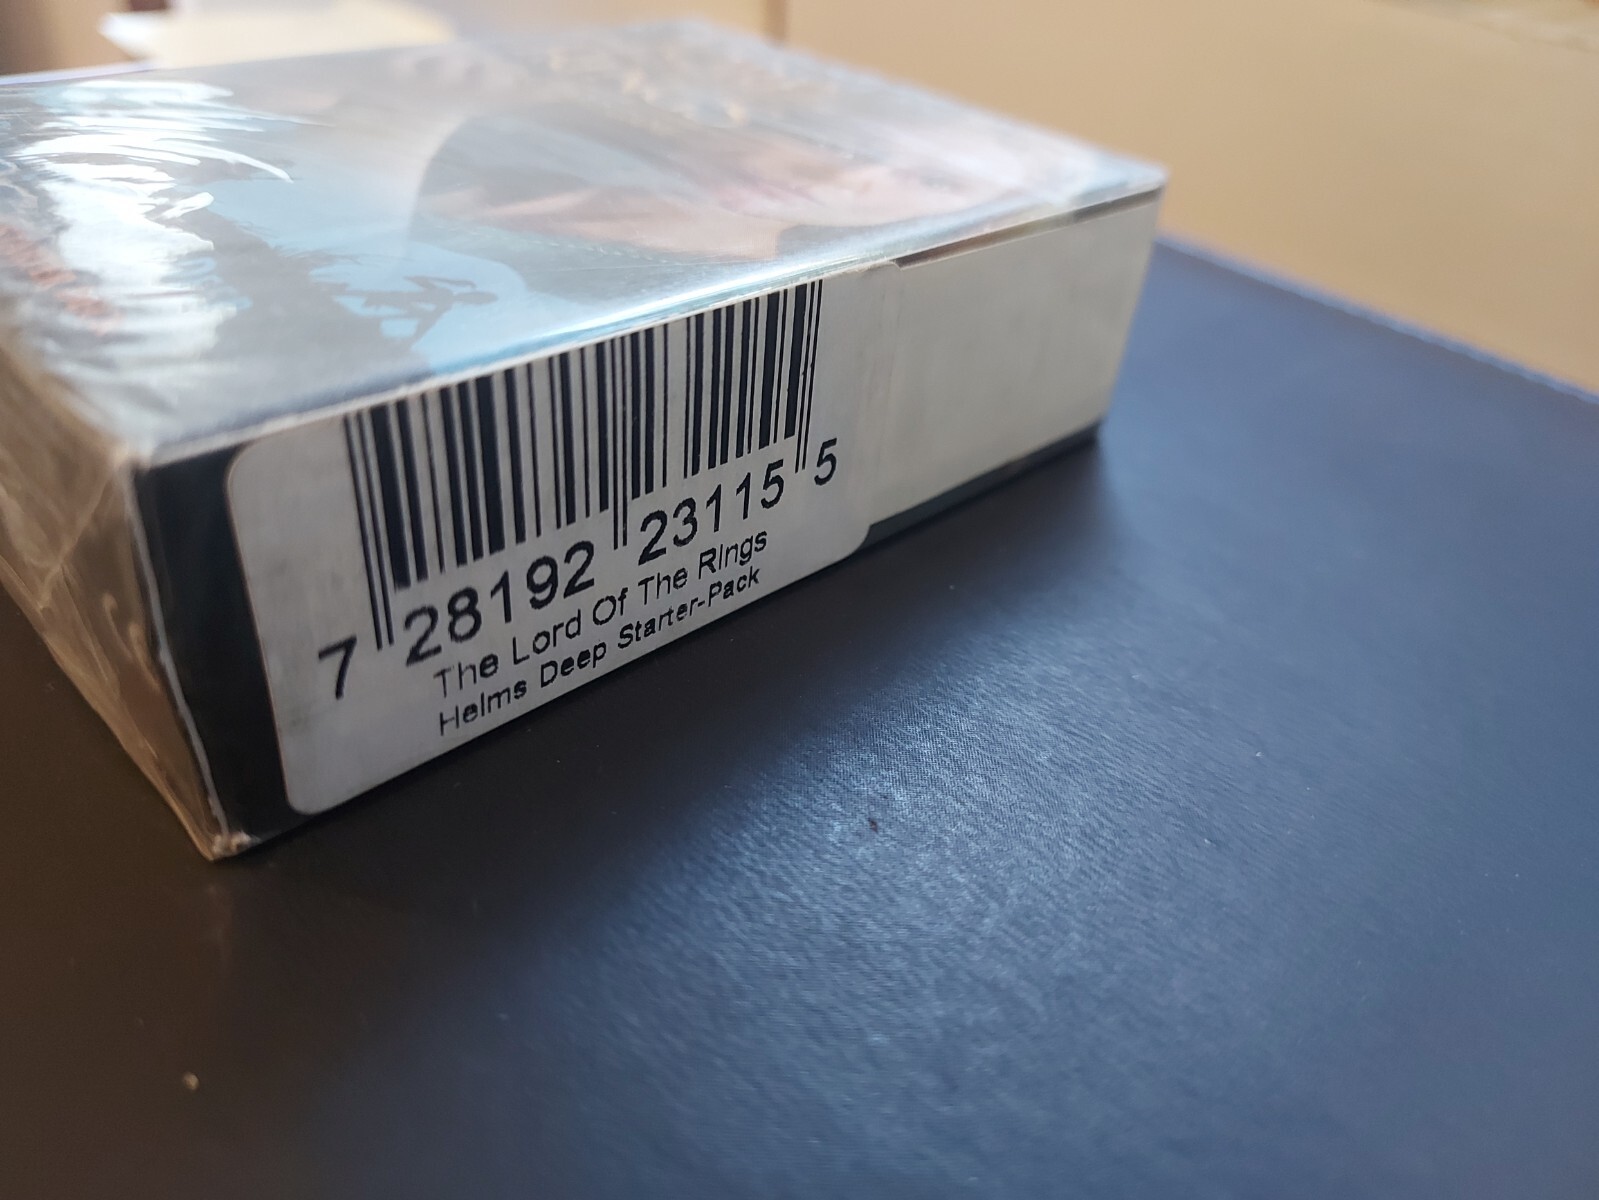 7 28192 23115 5
The Lord Of The Rings
Helms Deep Starter-Pack